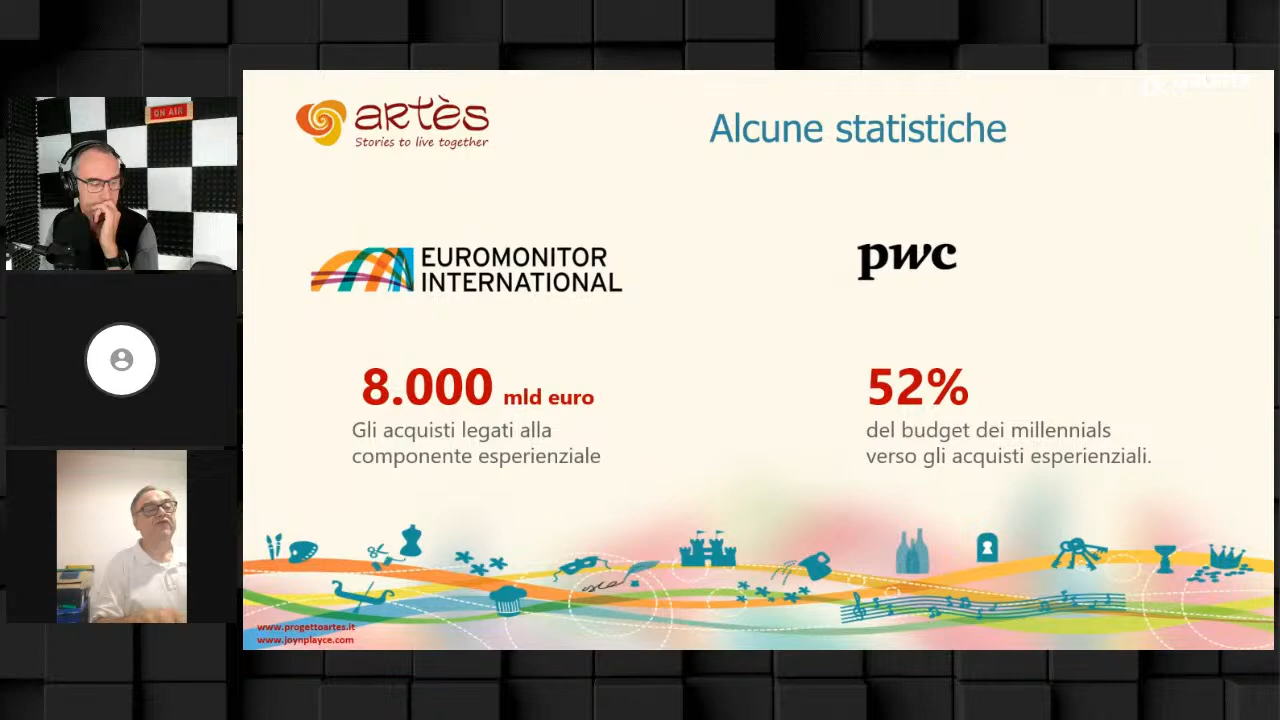 ON AIR
artès
Stories to live together
Alcune statistiche
EUROMONITOR
INTERNATIONAL
pwc
8.000 mld euro
Gli acquisti legati alla
componente esperienziale
52%
del budget dei millennials
verso gli acquisti esperienziali.
www.progettoartes.it
www.joynplayce.com